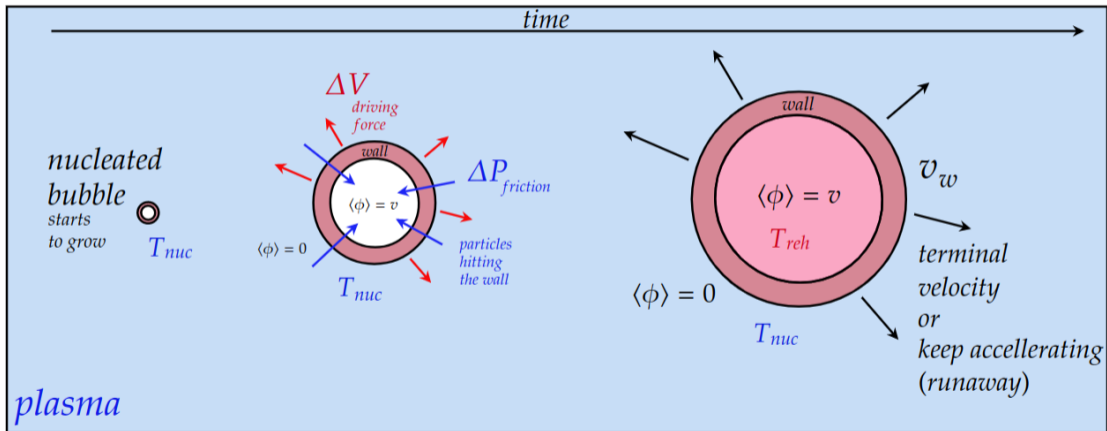 time
nucleated
bubble
starts
to grow
T_nuc
ΔV
driving
force
wall
⟨ϕ⟩ = v
ΔP_friction
particles
hitting
the wall
⟨ϕ⟩ = 0
T_nuc
wall
⟨ϕ⟩ = v
T_reh
⟨ϕ⟩ = 0
T_nuc
v_w
terminal
velocity
or
keep accellerating
(runaway)
plasma